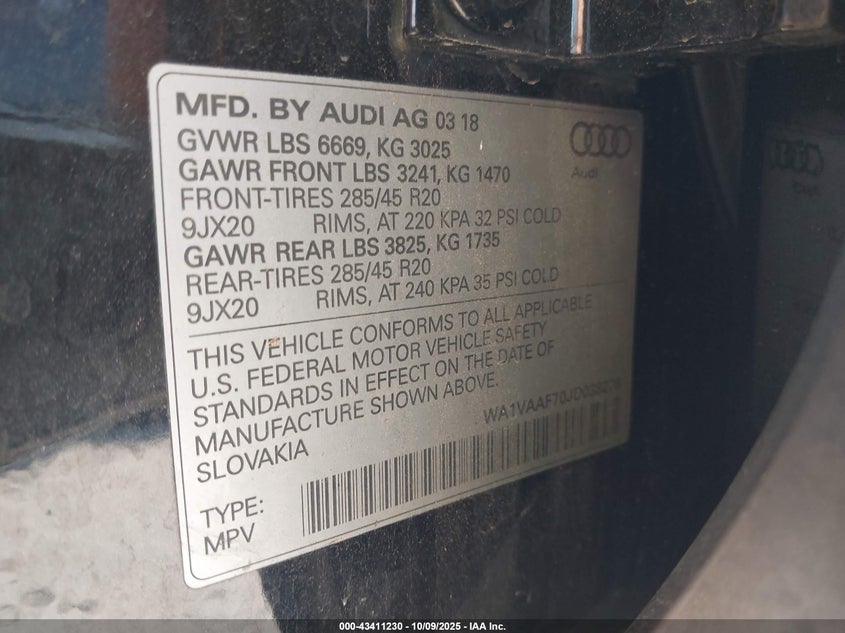 MFD. BY AUDI AG 03 18
GVWR LBS 6669, KG 3025
GAWR FRONT LBS 3241, KG 1470
FRONT-TIRES 285/45 R20
9JX20 RIMS, AT 220 KPA 32 PSI COLD
GAWR REAR LBS 3825, KG 1735
REAR-TIRES 285/45 R20
9JX20 RIMS, AT 240 KPA 35 PSI COLD
Audi
THIS VEHICLE CONFORMS TO ALL APPLICABLE
U.S. FEDERAL MOTOR VEHICLE SAFETY
STANDARDS IN EFFECT ON THE DATE OF
MANUFACTURE SHOWN ABOVE.
SLOVAKIA
TYPE:
MPV
000-43411230 - 10/09/2025 - IAA Inc.